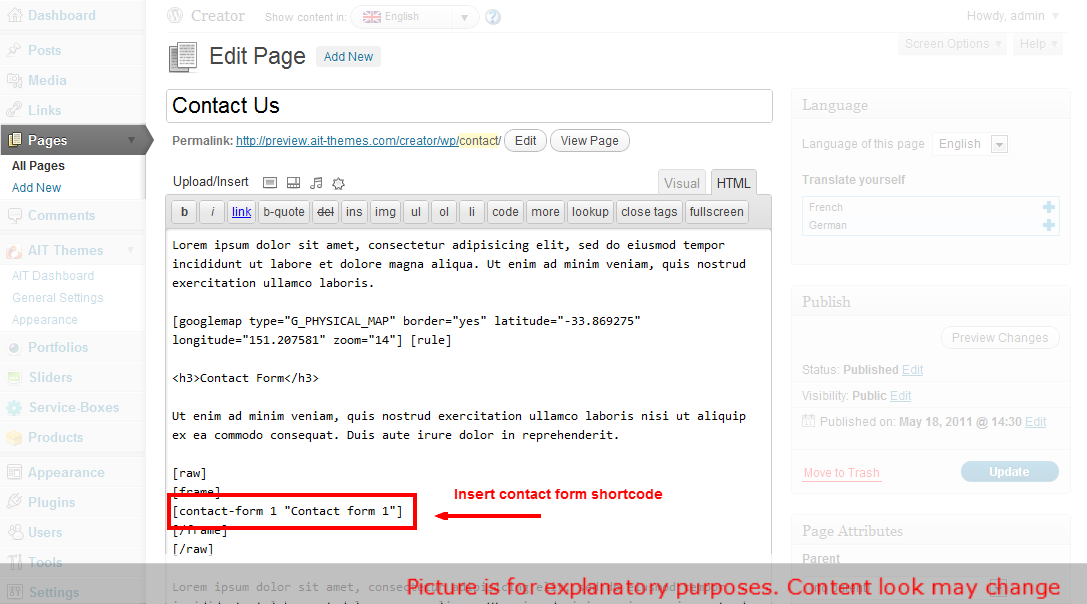 Dashboard
Posts
Media
Links
Pages
All Pages
Add New
Comments
AIT Themes
AIT Dashboard
General Settings
Appearance
Portfolios
Sliders
Service-Boxes
Products
Appearance
Plugins
Users
Tools
Settings
Creator
Show content in:
English
?
Howdy, admin
Screen Options
Help
Edit Page
Add New
Contact Us
Permalink: http://preview.ait-themes.com/creator/wp/contact/ Edit View Page
Upload/Insert
Visual
HTML
b i link b-quote del ins img ul ol li code more lookup close tags fullscreen
Lorem ipsum dolor sit amet, consectetur adipisicing elit, sed do eiusmod tempor
incididunt ut labore et dolore magna aliqua. Ut enim ad minim veniam, quis nostrud
exercitation ullamco laboris.
[googlemap type="G_PHYSICAL_MAP" border="yes" latitude="-33.869275"
longitude="151.207581" zoom="14"] [rule]
<h3>Contact Form</h3>
Ut enim ad minim veniam, quis nostrud exercitation ullamco laboris nisi ut aliquip
ex ea commodo consequat. Duis aute irure dolor in reprehenderit.
[raw]
[frame]
[contact-form 1 "Contact form 1"]
[/frame]
[/raw]
Insert contact form shortcode
Lorem ipsum dolor sit amet, consectetur adipisicing elit, sed do eiusmod tempor
Language
Language of this page English
Translate yourself
French
German
Publish
Preview Changes
Status: Published Edit
Visibility: Public Edit
Published on: May 18, 2011 @ 14:30 Edit
Move to Trash
Update
Page Attributes
Parent
Picture is for explanatory purposes. Content look may change